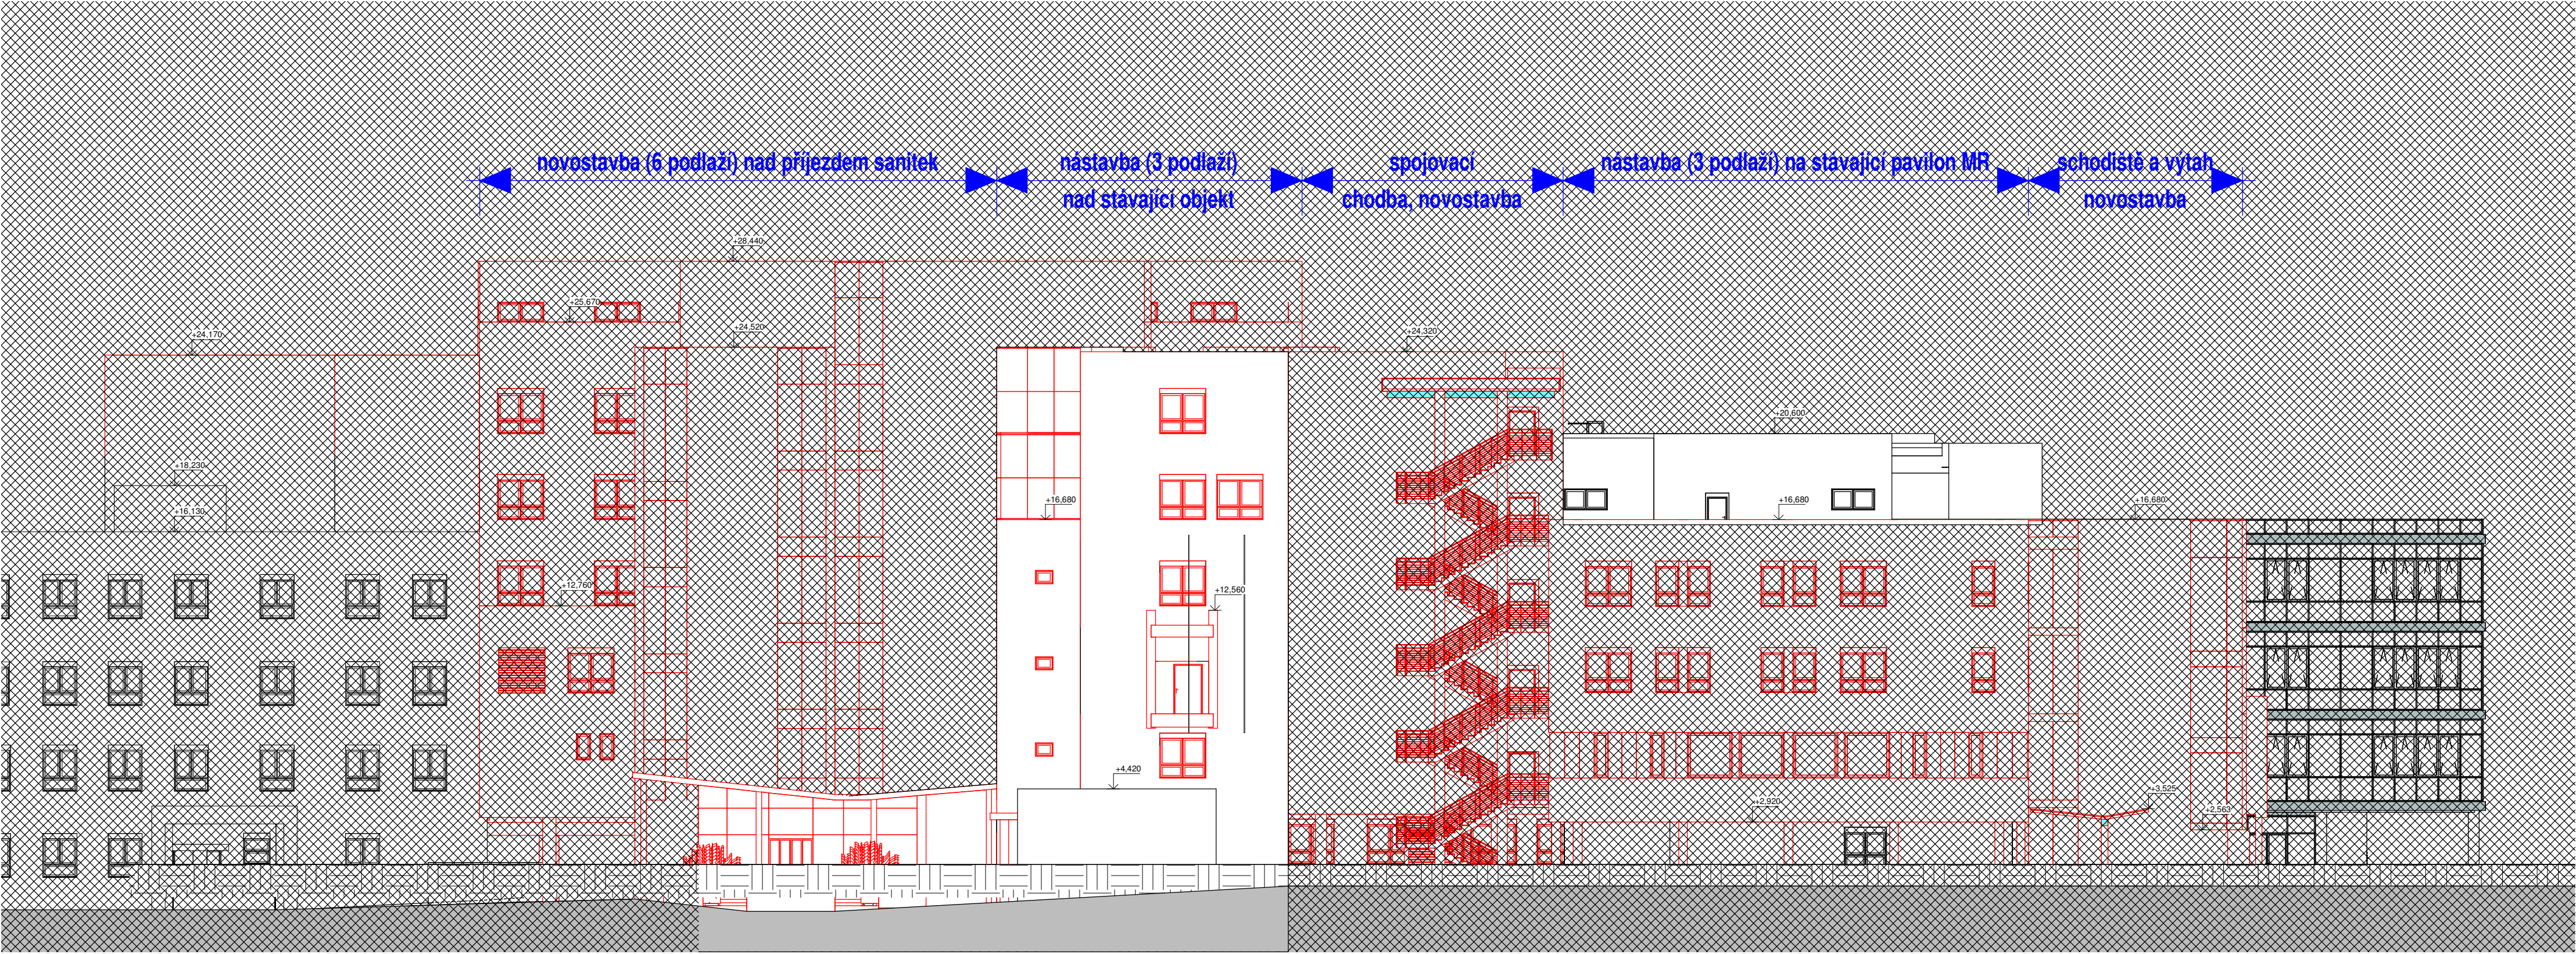 novostavba (6 podlaží) nad příjezdem sanitek
nástavba (3 podlaží)
nad stávající objekt
spojovací
chodba, novostavba
nástavba (3 podlaží) na stávající pavilon MR
schodiště a výtah
novostavba
+28,440
+25,670
+24,520
+24,170
+24,320
+20,600
+18,230
+16,130
+16,680
+16,680
+16,680
+12,760
+12,560
+4,420
+2,920
+3,525
+2,563